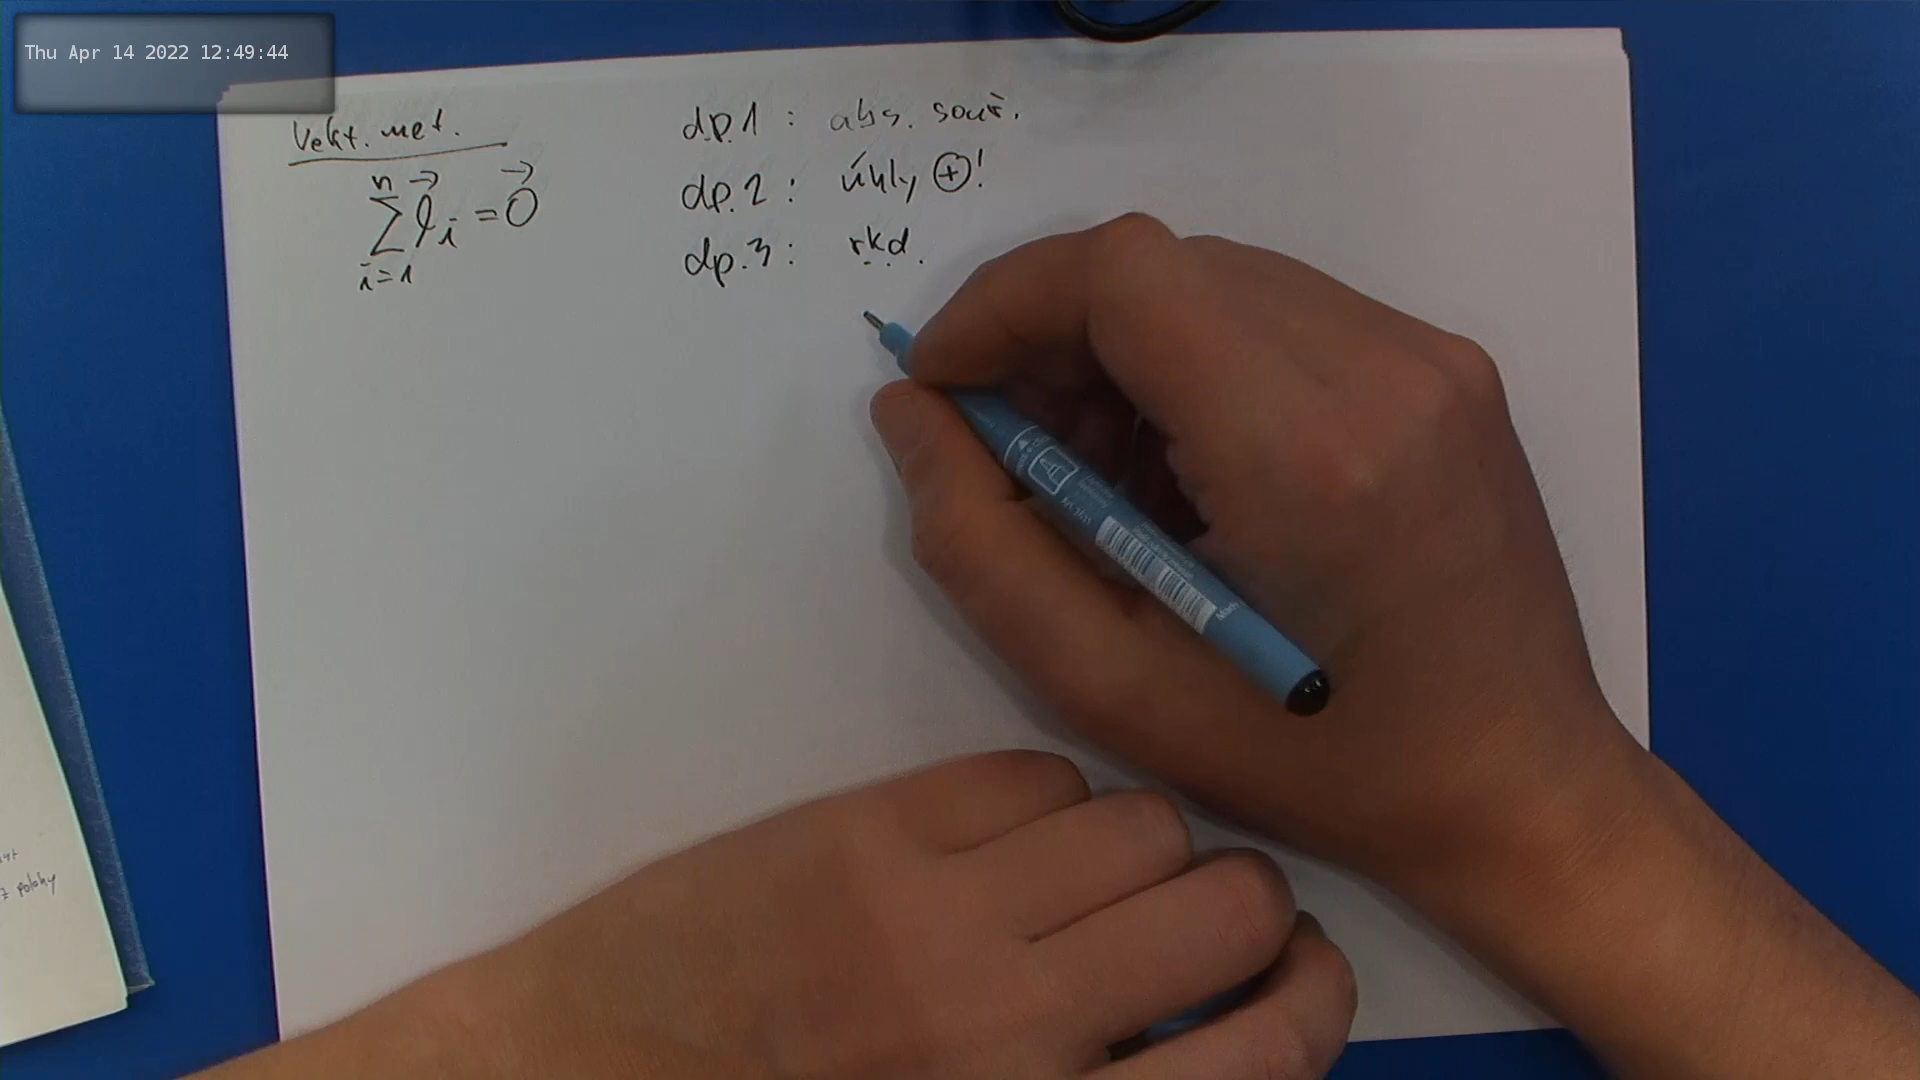 Thu Apr 14 2022 12:49:44
Vekt. met.
n
∑ l⃗i = 0⃗
i=1
dp.1 : abs. souř.
dp.2 : úhly ⊕!
dp.3 : rkd.
polohy